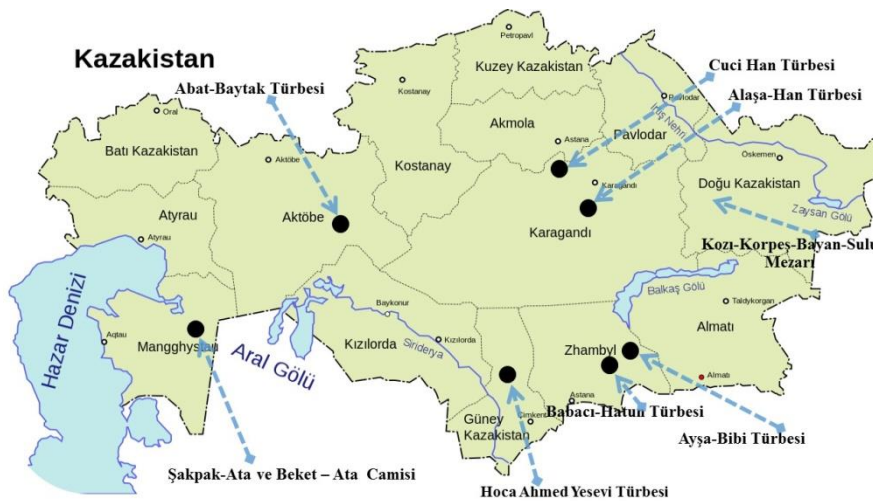 Kazakistan
Petropavl
Kuzey Kazakistan
Cuci Han Türbesi
Abat-Baytak Türbesi
Kostanay
Pavlodar
Alaşa-Han Türbesi
Oral
Akmola
Astana
Pavlodar
İrtiş Nehri
Batı Kazakistan
Aktöbe
Kostanay
Öskemen
Karagandı
Doğu Kazakistan
Atyrau
Aktöbe
Karagandı
Zaysan Gölü
Atyrau
Kozı-Korpeş-Bayan-Sulu
Mezarı
Hazar Denizi
Balkaş Gölü
Taldykorgan
Baykonur
Aqtau
Mangghystau
Aral Gölü
Kızılorda
Siriderya
Kızılorda
Zhambyl
Almatı
Almatı
Astana
Babacı-Hatun Türbesi
Güney
Kazakistan
Çimkent
Ayşa-Bibi Türbesi
Şakpak-Ata ve Beket – Ata Camisi
Hoca Ahmed Yesevi Türbesi